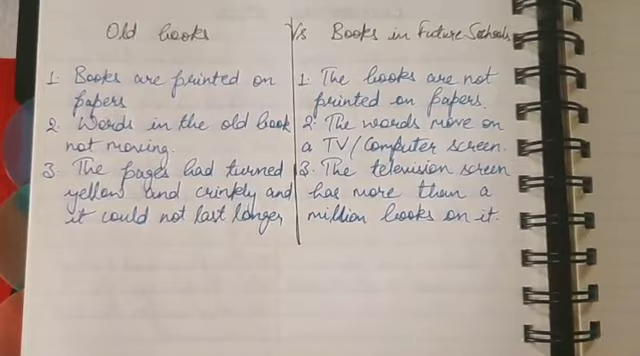 Old books Vs Books in Future Schools
1. Books are printed on
papers
2. Words in the old book
not moving.
3. The pages had turned
yellow and crinkly and
it could not last longer
1. The books are not
printed on papers.
2. The words move on
a TV/Computer screen.
3. The television screen
has more than a
million books on it.